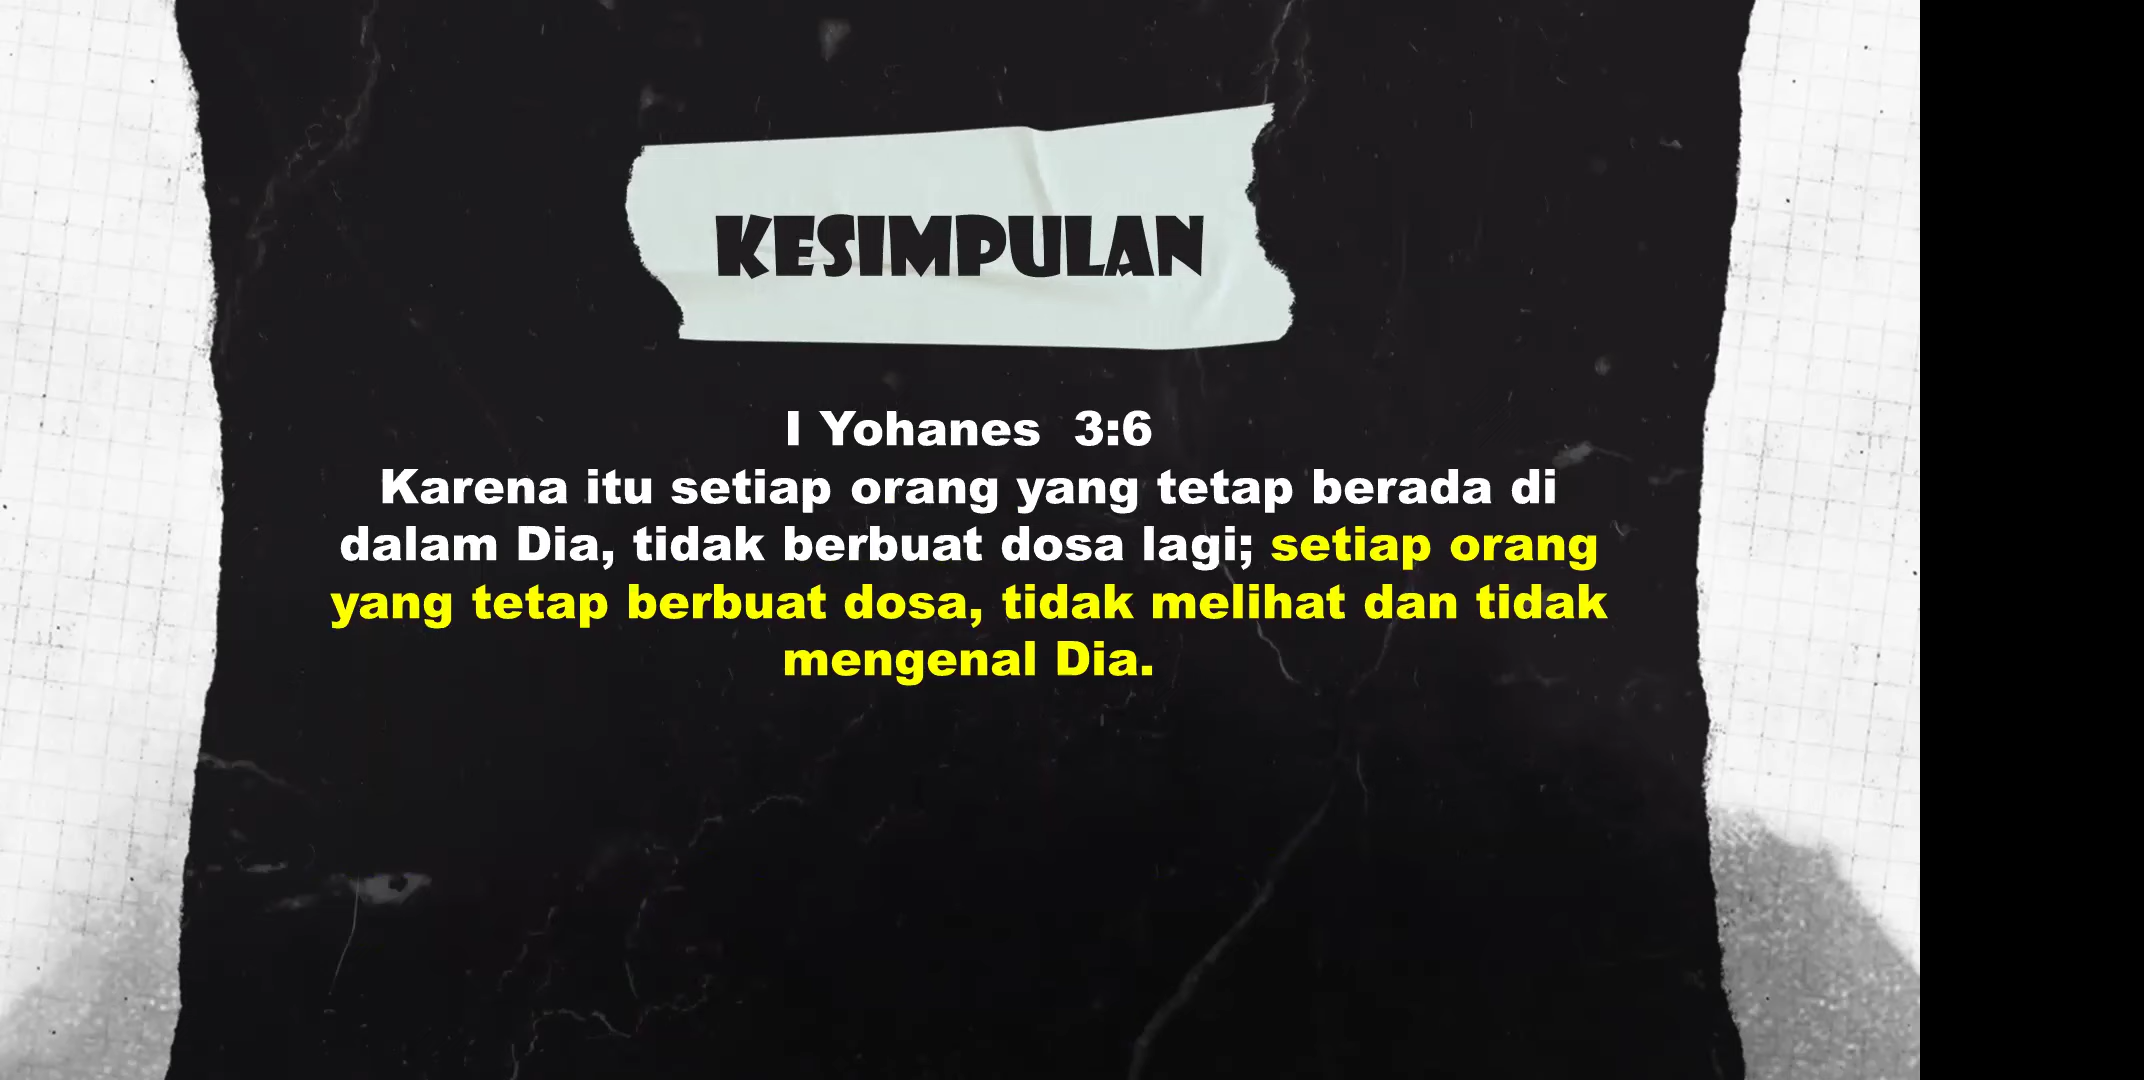 KESIMPULAN
I Yohanes 3:6
Karena itu setiap orang yang tetap berada di
dalam Dia, tidak berbuat dosa lagi; setiap orang
yang tetap berbuat dosa, tidak melihat dan tidak
mengenal Dia.